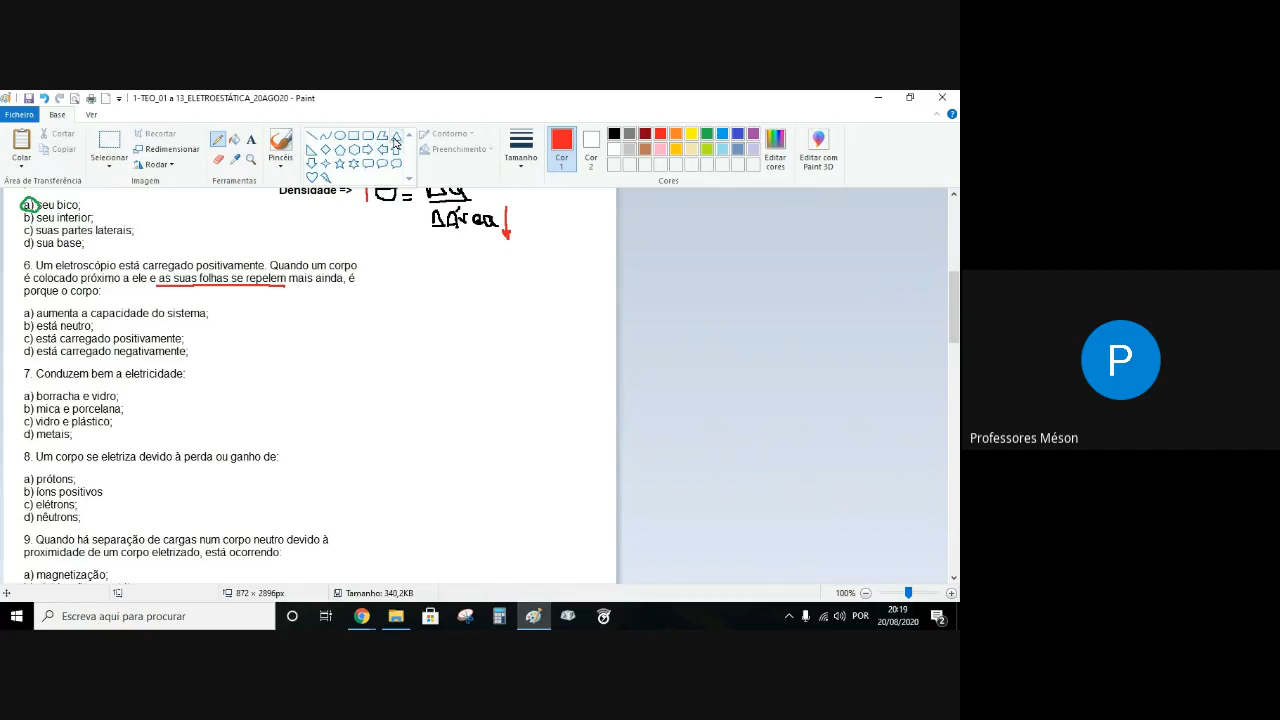 1-TEO_01 a 13_ELETROESTÁTICA_20AGO20 - Paint
Ficheiro Base Ver
Colar
Cortar
Copiar
Área de Transferência
Selecionar
Recortar
Redimensionar
Rodar
Imagem
Ferramentas
Pincéis
Contorno
Preenchimento
Tamanho
Cor 1
Cor 2
Editar cores
Editar com Paint 3D
Cores
Densidade =>
Δárea
a) seu bico;
b) seu interior;
c) suas partes laterais;
d) sua base;
6. Um eletroscópio está carregado positivamente. Quando um corpo
é colocado próximo a ele e as suas folhas se repelem mais ainda, é
porque o corpo:
a) aumenta a capacidade do sistema;
b) está neutro;
c) está carregado positivamente;
d) está carregado negativamente;
7. Conduzem bem a eletricidade:
a) borracha e vidro;
b) mica e porcelana;
c) vidro e plástico;
d) metais;
8. Um corpo se eletriza devido à perda ou ganho de:
a) prótons;
b) íons positivos
c) elétrons;
d) nêutrons;
9. Quando há separação de cargas num corpo neutro devido à
proximidade de um corpo eletrizado, está ocorrendo:
a) magnetização;
872 × 2896px
Tamanho: 340,2KB
100%
Escreva aqui para procurar
POR
20:19
20/08/2020
2
P
Professores Méson